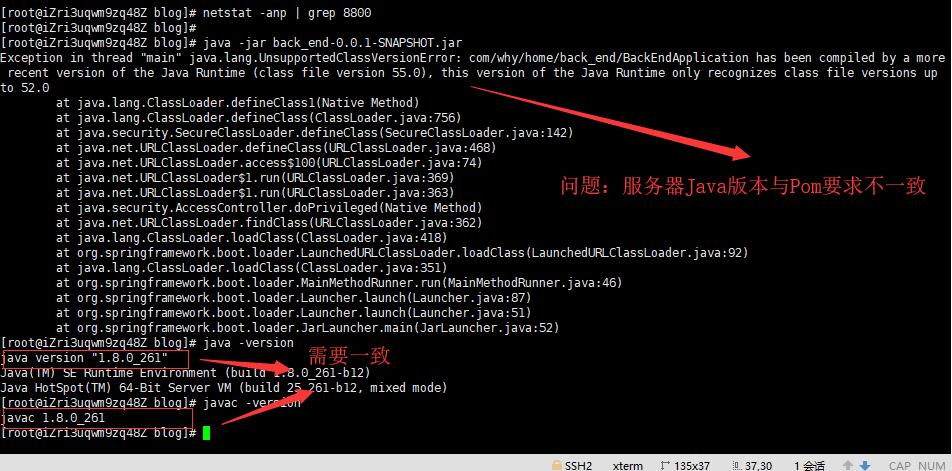 [root@iZri3uqwm9zq48Z blog]# netstat -anp | grep 8800
[root@iZri3uqwm9zq48Z blog]#
[root@iZri3uqwm9zq48Z blog]# java -jar back_end-0.0.1-SNAPSHOT.jar
Exception in thread "main" java.lang.UnsupportedClassVersionError: com/why/home/back_end/BackEndApplication has been compiled by a more
 recent version of the Java Runtime (class file version 55.0), this version of the Java Runtime only recognizes class file versions up
to 52.0
        at java.lang.ClassLoader.defineClass1(Native Method)
        at java.lang.ClassLoader.defineClass(ClassLoader.java:756)
        at java.security.SecureClassLoader.defineClass(SecureClassLoader.java:142)
        at java.net.URLClassLoader.defineClass(URLClassLoader.java:468)
        at java.net.URLClassLoader.access$100(URLClassLoader.java:74)
        at java.net.URLClassLoader$1.run(URLClassLoader.java:369)
        at java.net.URLClassLoader$1.run(URLClassLoader.java:363)
问题：服务器Java版本与Pom要求不一致
        at java.security.AccessController.doPrivileged(Native Method)
        at java.net.URLClassLoader.findClass(URLClassLoader.java:362)
        at java.lang.ClassLoader.loadClass(ClassLoader.java:418)
        at org.springframework.boot.loader.LaunchedURLClassLoader.loadClass(LaunchedURLClassLoader.java:92)
        at java.lang.ClassLoader.loadClass(ClassLoader.java:351)
        at org.springframework.boot.loader.MainMethodRunner.run(MainMethodRunner.java:46)
        at org.springframework.boot.loader.Launcher.launch(Launcher.java:87)
        at org.springframework.boot.loader.Launcher.launch(Launcher.java:51)
        at org.springframework.boot.loader.JarLauncher.main(JarLauncher.java:52)
[root@iZri3uqwm9zq48Z blog]# java -version
java version "1.8.0_261"
需要一致
Java(TM) SE Runtime Environment (build 1.8.0_261-b12)
Java HotSpot(TM) 64-Bit Server VM (build 25.261-b12, mixed mode)
[root@iZri3uqwm9zq48Z blog]# javac -version
javac 1.8.0_261
[root@iZri3uqwm9zq48Z blog]#
SSH2 xterm 135x37 37,30 1 会话 CAP NUM